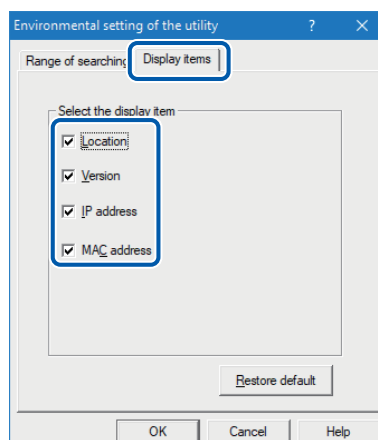 Environmental setting of the utility ? ×
Range of searching Display items
Select the display item
Location
Version
IP address
MAC address
Restore default
OK Cancel Help